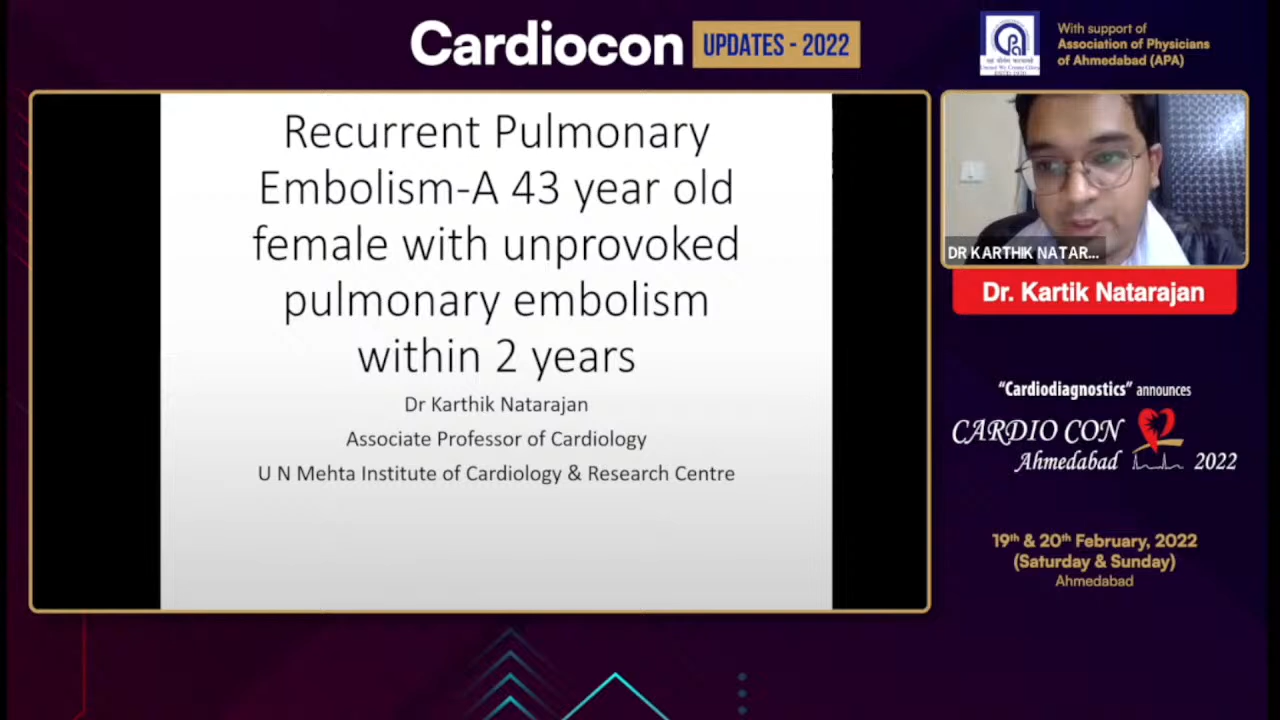 Cardiocon UPDATES - 2022
With support of
Association of Physicians
of Ahmedabad (APA)
Recurrent Pulmonary
Embolism-A 43 year old
female with unprovoked
pulmonary embolism
within 2 years
Dr Karthik Natarajan
Associate Professor of Cardiology
U N Mehta Institute of Cardiology & Research Centre
DR KARTHIK NATAR...
Dr. Kartik Natarajan
“Cardiodiagnostics” announces
CARDIO CON
Ahmedabad 2022
19th & 20th February, 2022
(Saturday & Sunday)
Ahmedabad